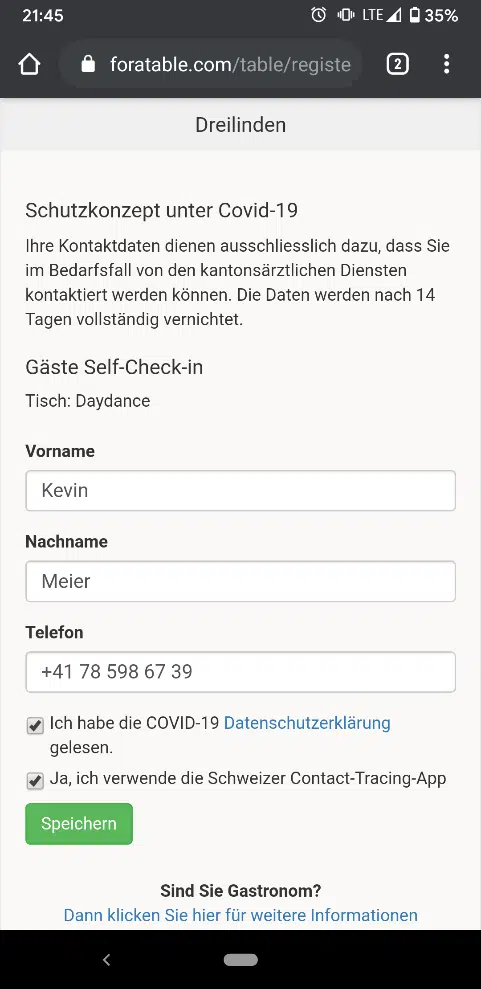 21:45 LTE 35%
foratable.com/table/registe 2
Dreilinden
Schutzkonzept unter Covid-19
Ihre Kontaktdaten dienen ausschliesslich dazu, dass Sie
im Bedarfsfall von den kantonsärztlichen Diensten
kontaktiert werden können. Die Daten werden nach 14
Tagen vollständig vernichtet.
Gäste Self-Check-in
Tisch: Daydance
Vorname
Kevin
Nachname
Meier
Telefon
+41 78 598 67 39
Ich habe die COVID-19 Datenschutzerklärung
gelesen.
Ja, ich verwende die Schweizer Contact-Tracing-App
Speichern
Sind Sie Gastronom?
Dann klicken Sie hier für weitere Informationen